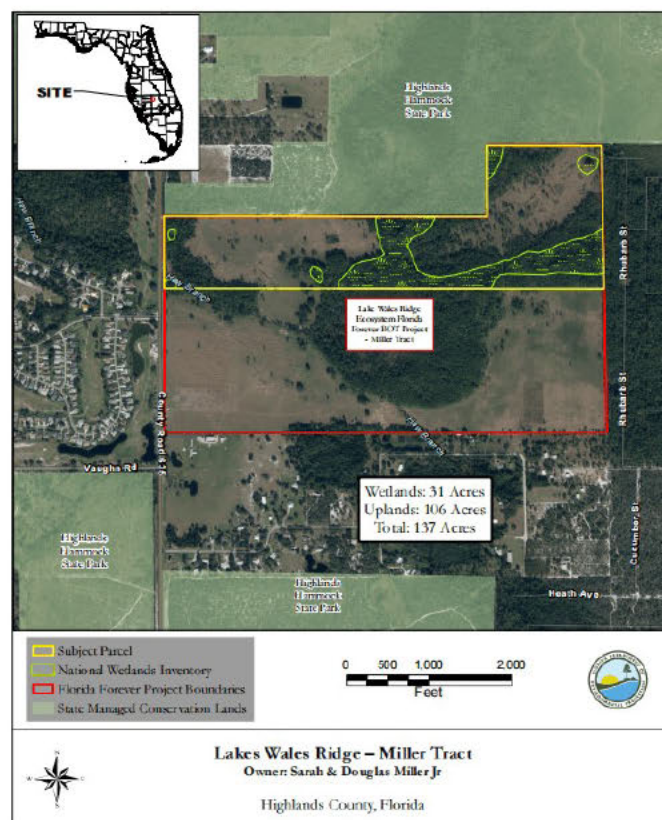 SITE
Highlands
Hammock
State Park
Rhubarb St
Lake Wales Ridge
Ecosystem Florida
Forever BOT Project
- Miller Tract
Rhubarb St
Vaughn Rd
Wetlands: 31 Acres
Uplands: 106 Acres
Total: 137 Acres
Cucumber St
Highlands
Hammock
State Park
Highlands
Hammock
State Park
Heath Ave
Subject Parcel
National Wetlands Inventory
Florida Forever Project Boundaries
State Managed Conservation Lands
0 500 1,000 2,000
Feet
N
Lakes Wales Ridge – Miller Tract
Owner: Sarah & Douglas Miller Jr
Highlands County, Florida